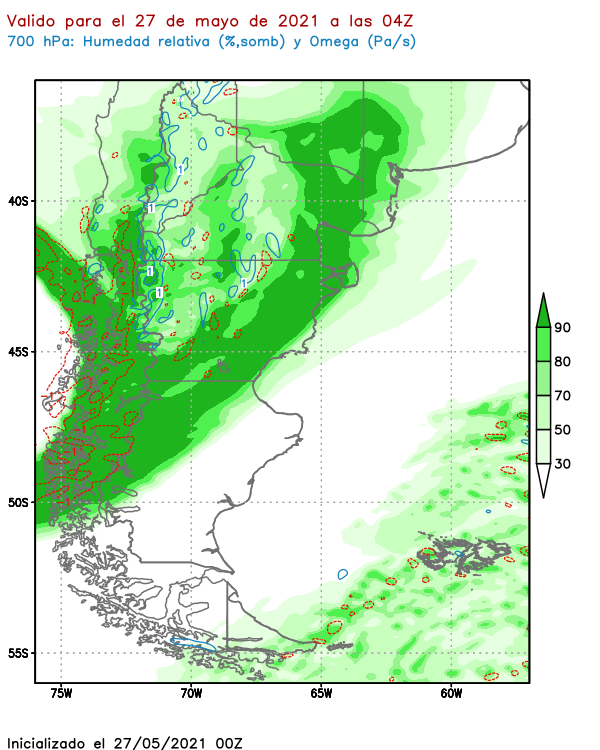 Valido para el 27 de mayo de 2021 a las 04Z
700 hPa: Humedad relativa (%,somb) y Omega (Pa/s)
1
40S
1
1
1
1
45S
90
80
70
50
30
50S
55S
75W 70W 65W 60W
Inicializado el 27/05/2021 00Z